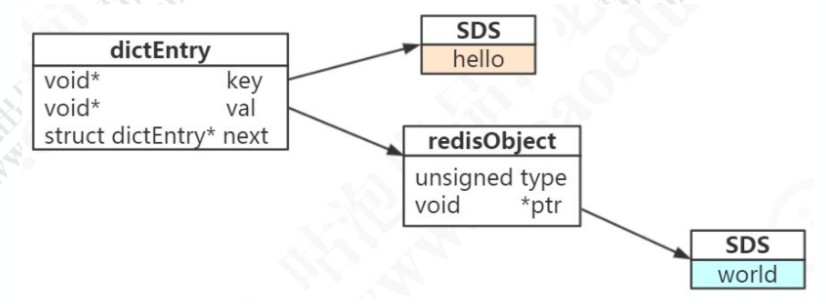 dictEntry
void* key
void* val
struct dictEntry* next
SDS
hello
redisObject
unsigned type
void *ptr
SDS
world